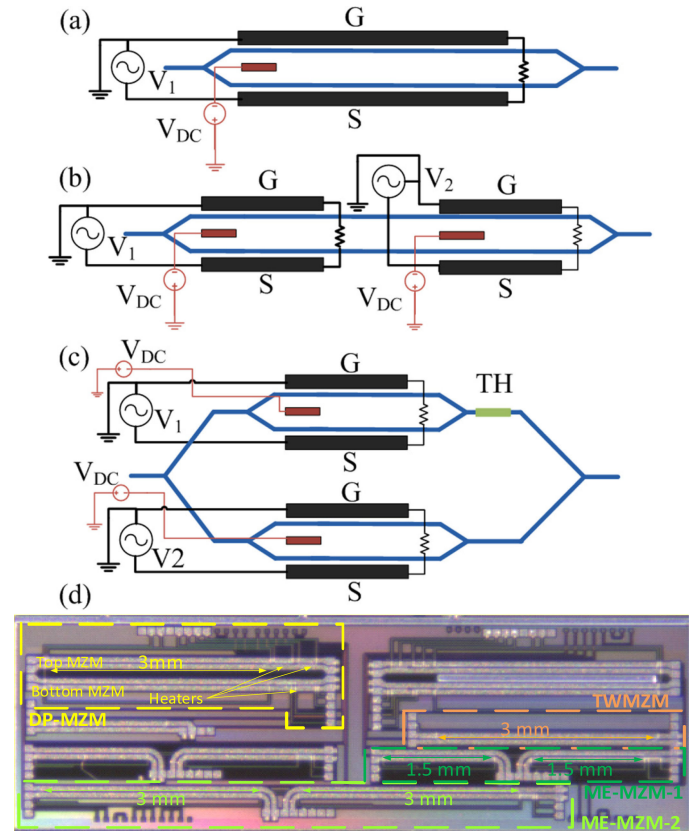 (a)
G
V1
S
VDC
(b)
G
V2
G
V1
S
S
VDC
VDC
(c)
VDC
G
TH
V1
S
VDC
G
V2
S
(d)
Top MZM
3mm
Bottom MZM
Heaters
DP-MZM
TWMZM
3 mm
1.5 mm
1.5 mm
ME-MZM-1
3 mm
3 mm
ME-MZM-2